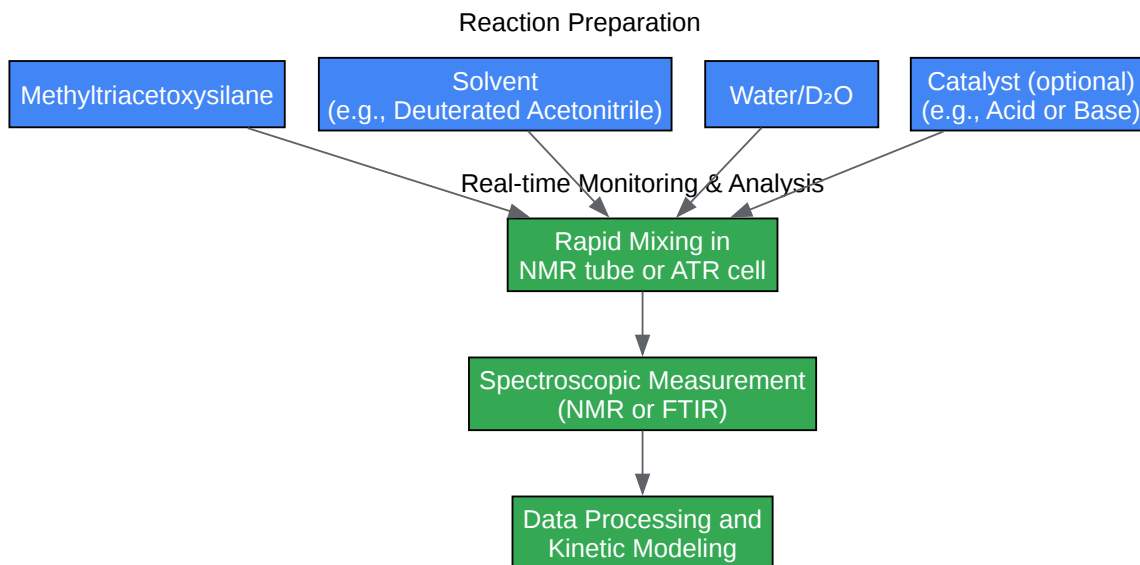 Reaction Preparation
Methyltriacetoxysilane
Solvent
(e.g., Deuterated Acetonitrile)
Water/D₂O
Catalyst (optional)
(e.g., Acid or Base)
Real-time Monitoring & Analysis
Rapid Mixing in
NMR tube or ATR cell
Spectroscopic Measurement
(NMR or FTIR)
Data Processing and
Kinetic Modeling